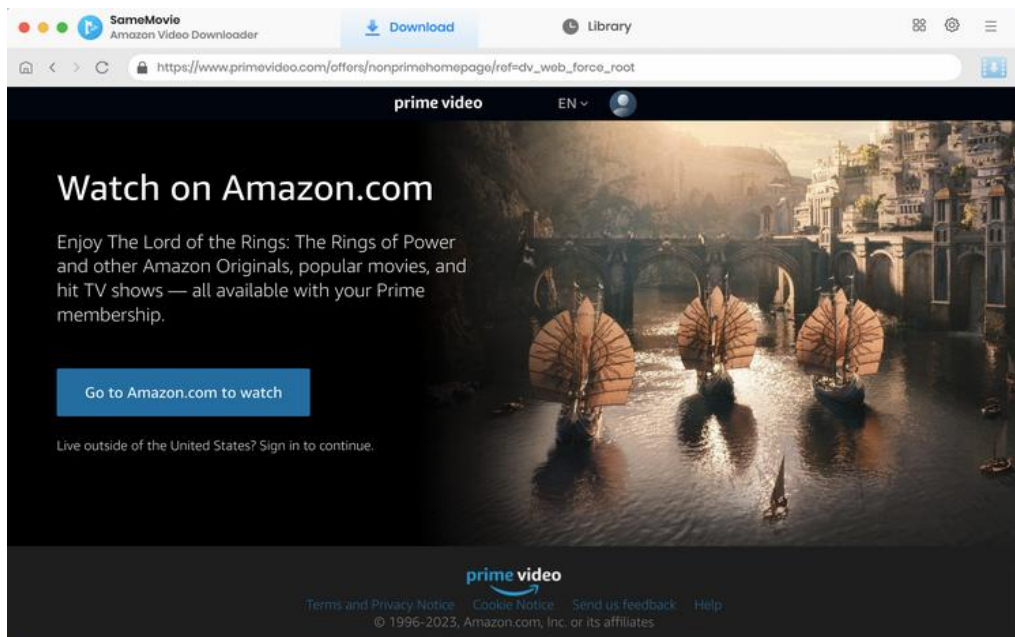 SameMovie
Amazon Video Downloader
Download
Library
https://www.primevideo.com/offers/nonprimehomepage/ref=dv_web_force_root
prime video
EN
Watch on Amazon.com
Enjoy The Lord of the Rings: The Rings of Power
and other Amazon Originals, popular movies, and
hit TV shows — all available with your Prime
membership.
Go to Amazon.com to watch
Live outside of the United States? Sign in to continue.
prime video
Terms and Privacy Notice Cookie Notice Send us feedback Help
© 1996-2023, Amazon.com, Inc. or its affiliates